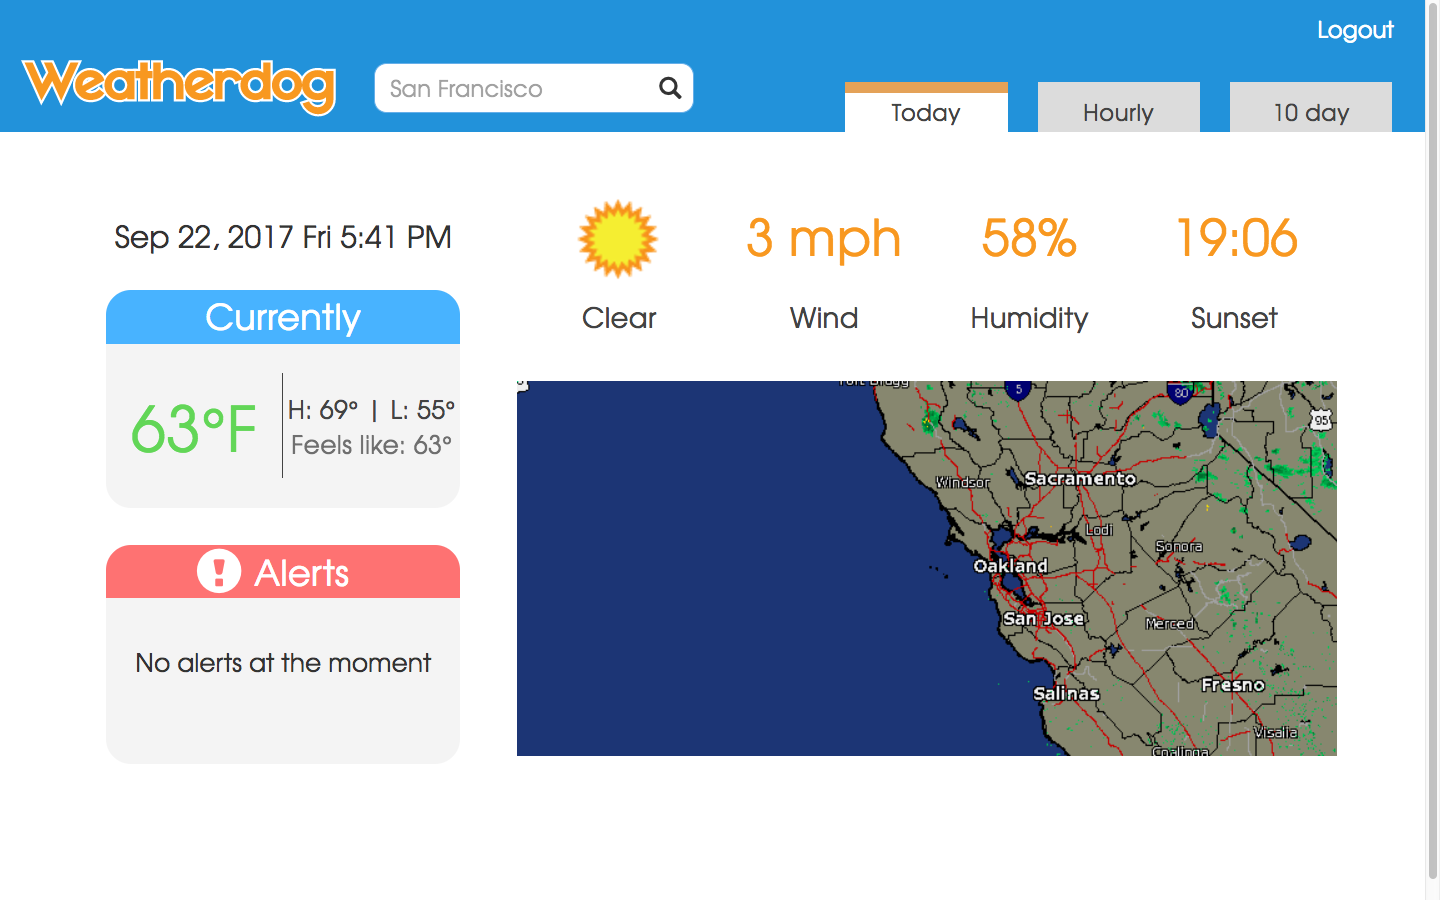 Logout
Weatherdog
San Francisco
Today
Hourly
10 day
Sep 22, 2017 Fri 5:41 PM
Clear
3 mph
Wind
58%
Humidity
19:06
Sunset
Currently
63°F
H: 69° | L: 55°
Feels like: 63°
! Alerts
No alerts at the moment
Fort Bragg
5
80
95
Windsor
Sacramento
Lodi
Sonora
Oakland
San Jose
Merced
Salinas
Fresno
Visalia
Coalinga